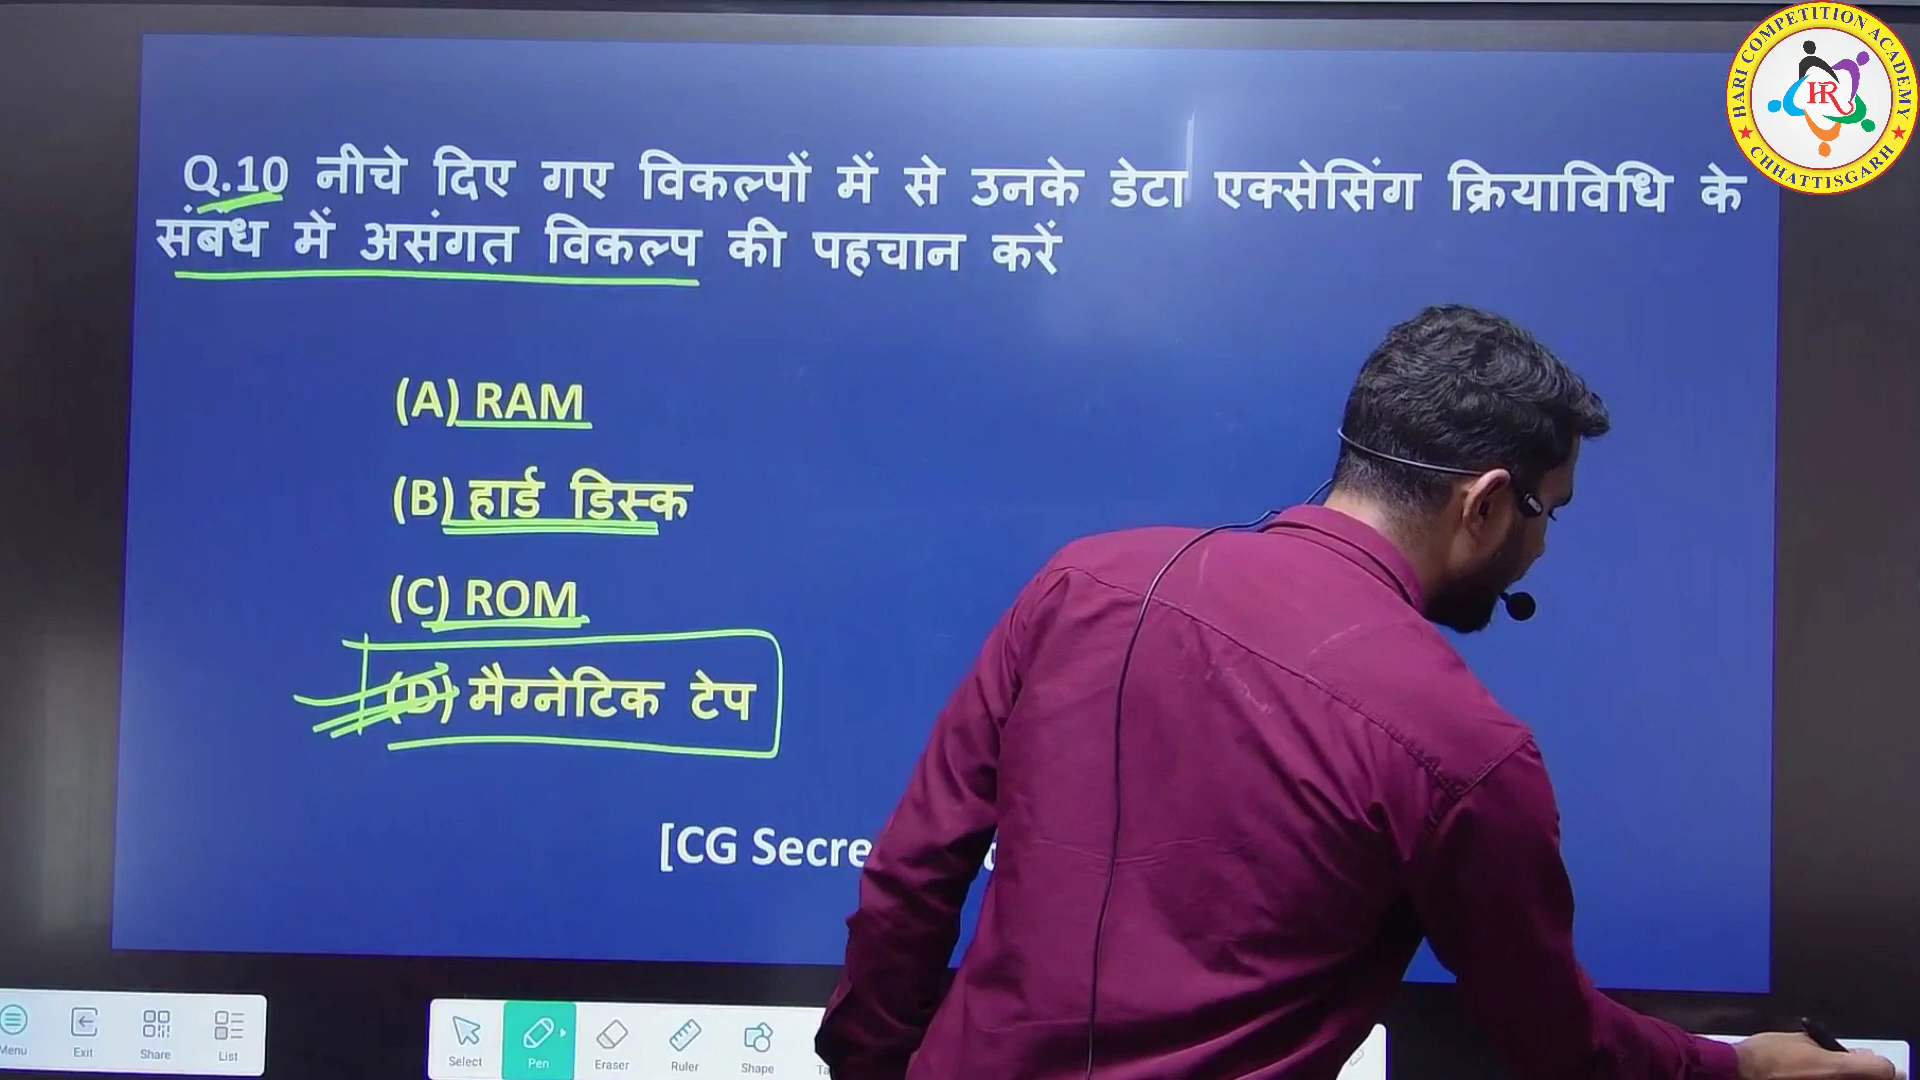 HARI COMPETITION ACADEMY
HR
★ CHHATTISGARH ★
Q.10 नीचे दिए गए विकल्पों में से उनके डेटा एक्सेसिंग क्रियाविधि के
संबंध में असंगत विकल्प की पहचान करें
(A) RAM
(B) हार्ड डिस्क
(C) ROM
(D) मैग्नेटिक टेप
[CG Secre
Menu Exit Share List Select Pen Eraser Ruler Shape